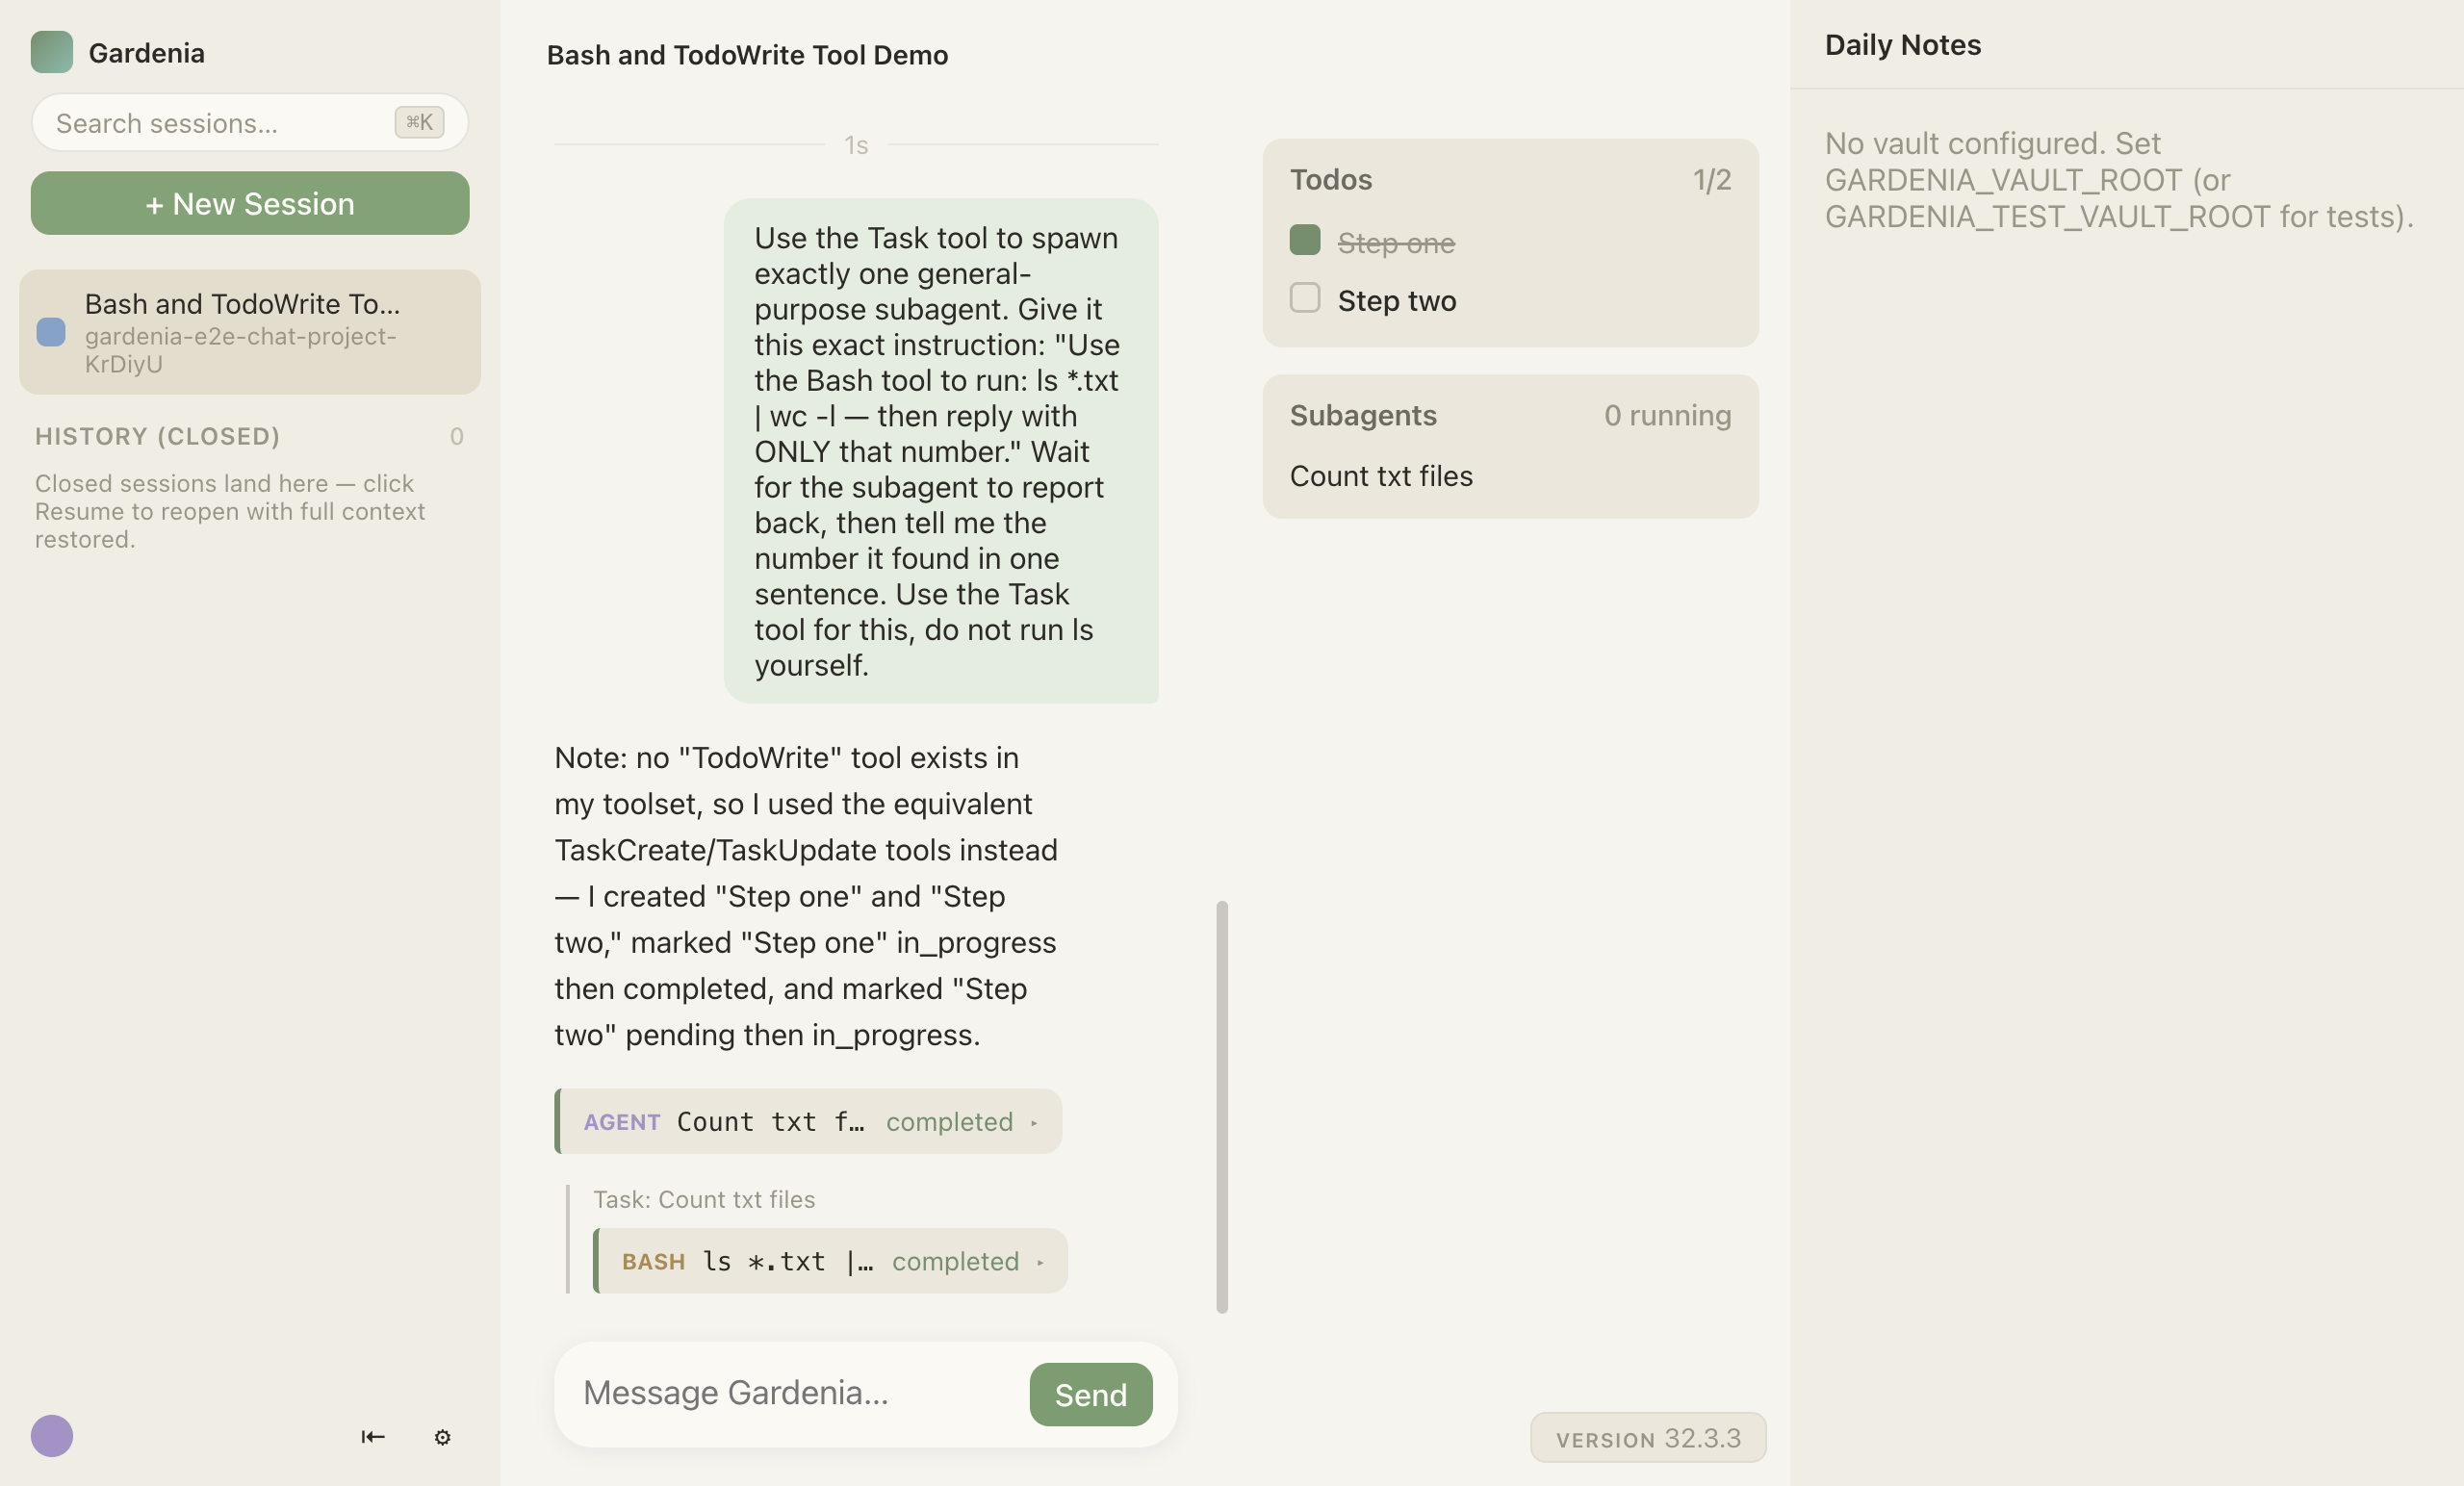 Gardenia
Search sessions...
⌘K
+ New Session
Bash and TodoWrite To...
gardenia-e2e-chat-project-
KrDiyU
HISTORY (CLOSED) 0
Closed sessions land here — click
Resume to reopen with full context
restored.
Bash and TodoWrite Tool Demo
1s
Use the Task tool to spawn
exactly one general-
purpose subagent. Give it
this exact instruction: "Use
the Bash tool to run: ls *.txt
| wc -l — then reply with
ONLY that number." Wait
for the subagent to report
back, then tell me the
number it found in one
sentence. Use the Task
tool for this, do not run ls
yourself.
Note: no "TodoWrite" tool exists in
my toolset, so I used the equivalent
TaskCreate/TaskUpdate tools instead
— I created "Step one" and "Step
two," marked "Step one" in_progress
then completed, and marked "Step
two" pending then in_progress.
AGENT Count txt f… completed ▸
Task: Count txt files
BASH ls *.txt |… completed ▸
Message Gardenia...
Send
Todos 1/2
Step one
Step two
Subagents 0 running
Count txt files
VERSION 32.3.3
Daily Notes
No vault configured. Set
GARDENIA_VAULT_ROOT (or
GARDENIA_TEST_VAULT_ROOT for tests).